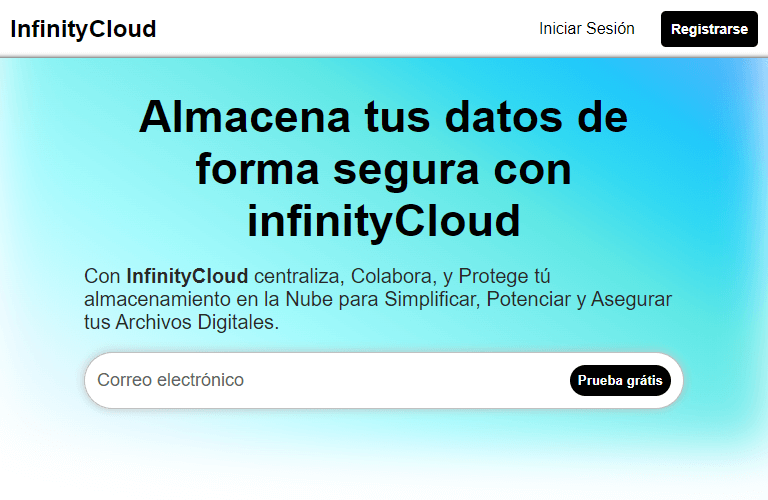 InfinityCloud
Iniciar Sesión
Registrarse
Almacena tus datos de
forma segura con
infinityCloud
Con InfinityCloud centraliza, Colabora, y Protege tú
almacenamiento en la Nube para Simplificar, Potenciar y Asegurar
tus Archivos Digitales.
Correo electrónico
Prueba grátis